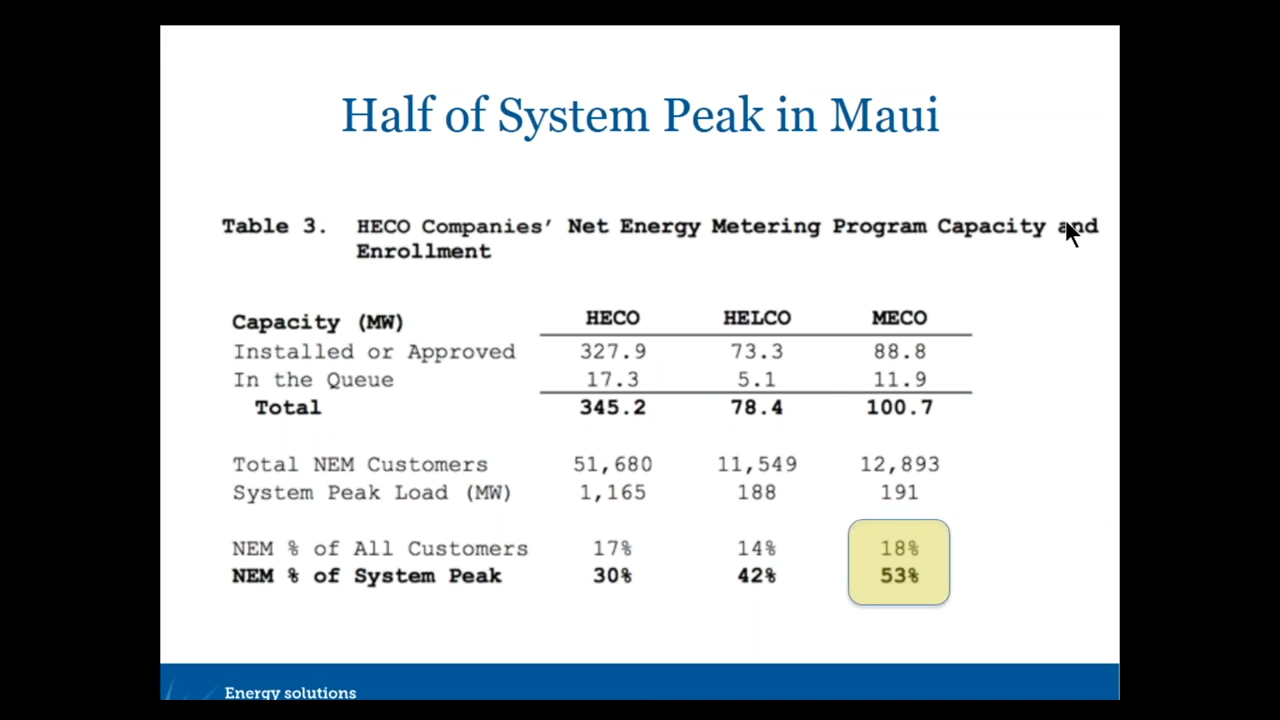 Half of System Peak in Maui
Table 3. HECO Companies’ Net Energy Metering Program Capacity and
Enrollment
Capacity (MW) HECO HELCO MECO
Installed or Approved 327.9 73.3 88.8
In the Queue 17.3 5.1 11.9
Total 345.2 78.4 100.7
Total NEM Customers 51,680 11,549 12,893
System Peak Load (MW) 1,165 188 191
NEM % of All Customers 17% 14% 18%
NEM % of System Peak 30% 42% 53%
Energy solutions